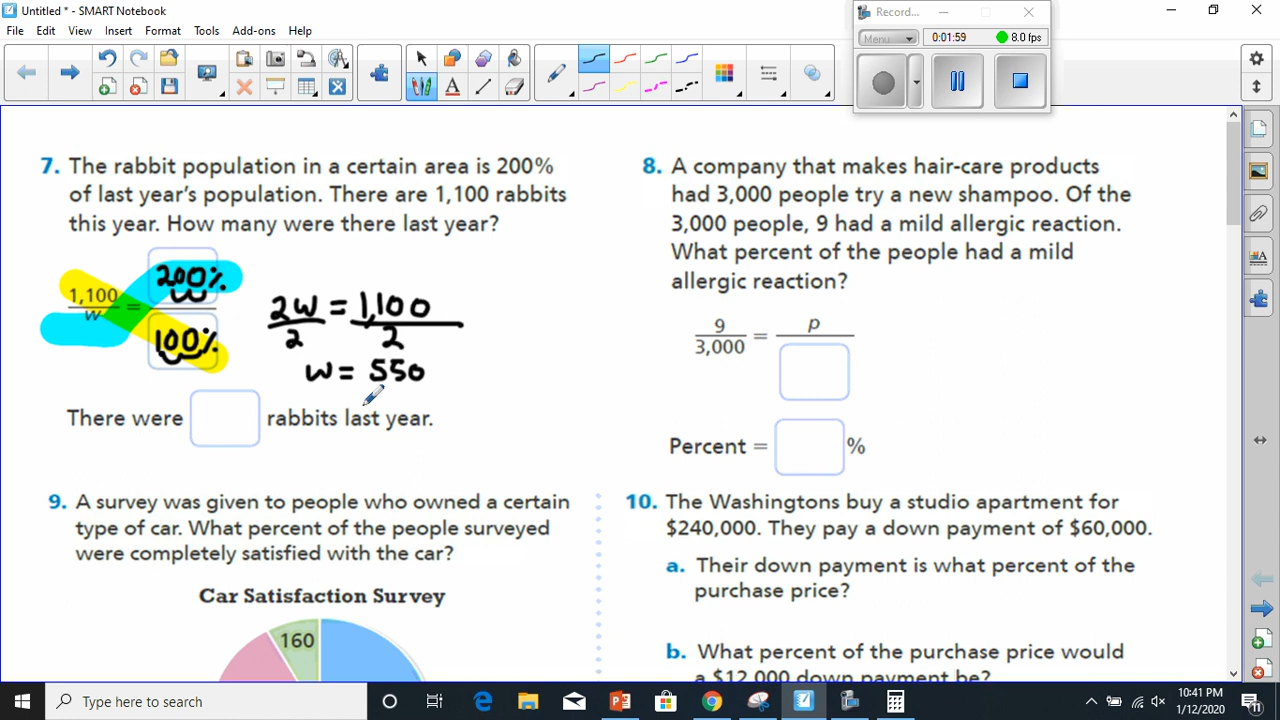 Untitled * - SMART Notebook
Record...
File Edit View Insert Format Tools Add-ons Help
Menu
0:01:59
8.0 fps
7. The rabbit population in a certain area is 200%
of last year's population. There are 1,100 rabbits
this year. How many were there last year?
1,100
w
=
200%
100%
2w = 1,100
2 2
w = 550
There were rabbits last year.
8. A company that makes hair-care products
had 3,000 people try a new shampoo. Of the
3,000 people, 9 had a mild allergic reaction.
What percent of the people had a mild
allergic reaction?
9
3,000
=
p
Percent = %
9. A survey was given to people who owned a certain
type of car. What percent of the people surveyed
were completely satisfied with the car?
Car Satisfaction Survey
160
10. The Washingtons buy a studio apartment for
$240,000. They pay a down payment of $60,000.
a. Their down payment is what percent of the
purchase price?
b. What percent of the purchase price would
a $12,000 down payment be?
Type here to search
10:41 PM
1/12/2020
11